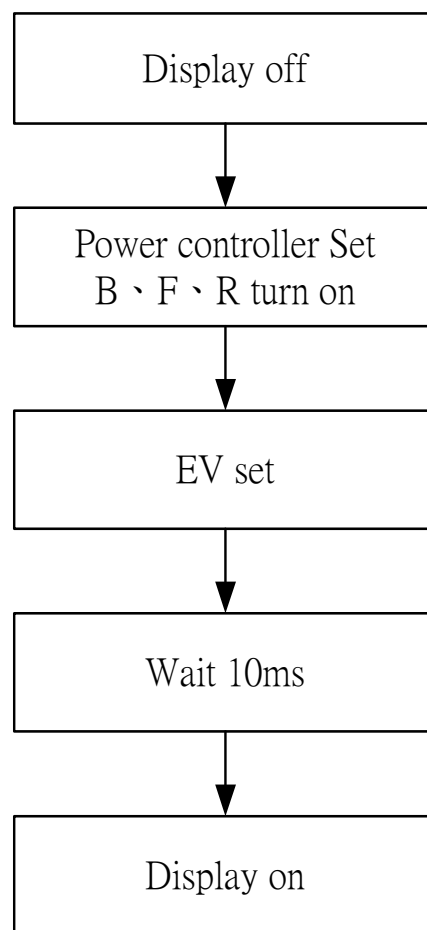 Display off
Power controller Set
B、F、R turn on
EV set
Wait 10ms
Display on